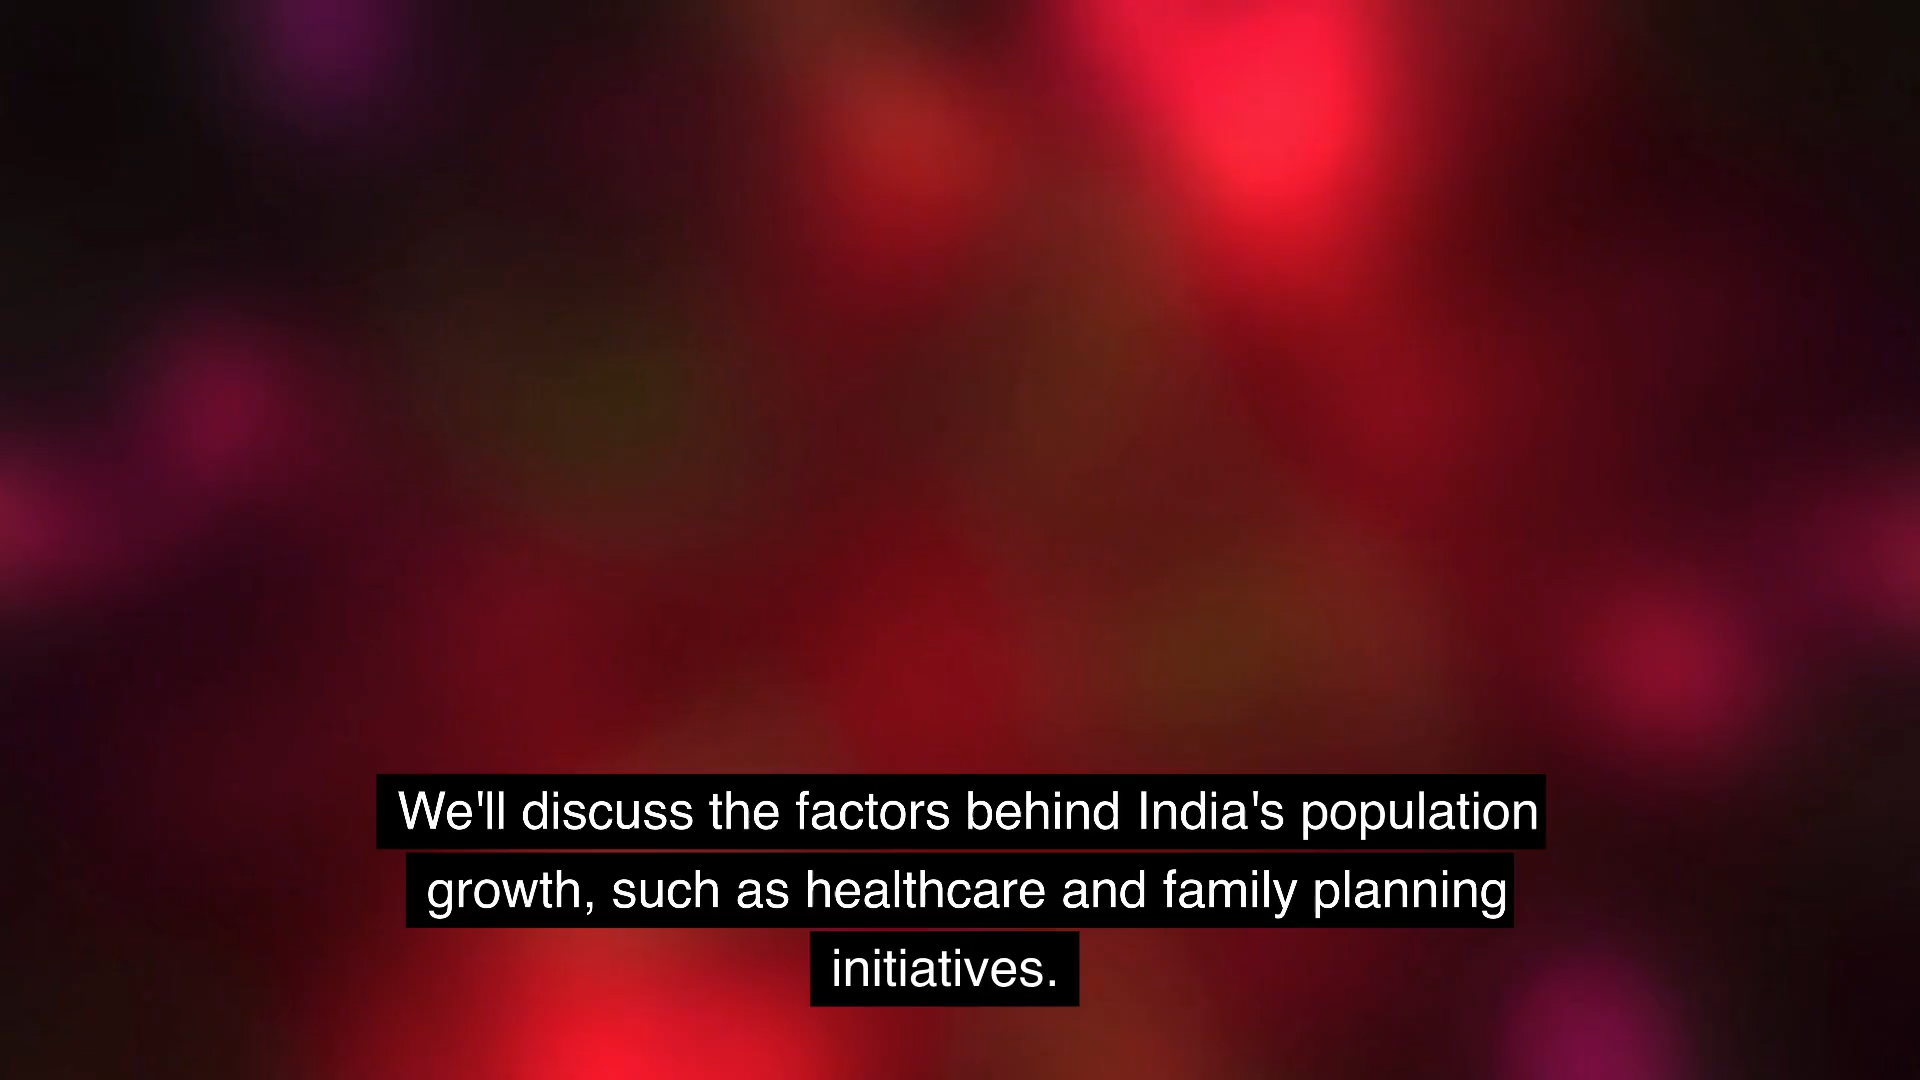 We'll discuss the factors behind India's population
growth, such as healthcare and family planning
initiatives.